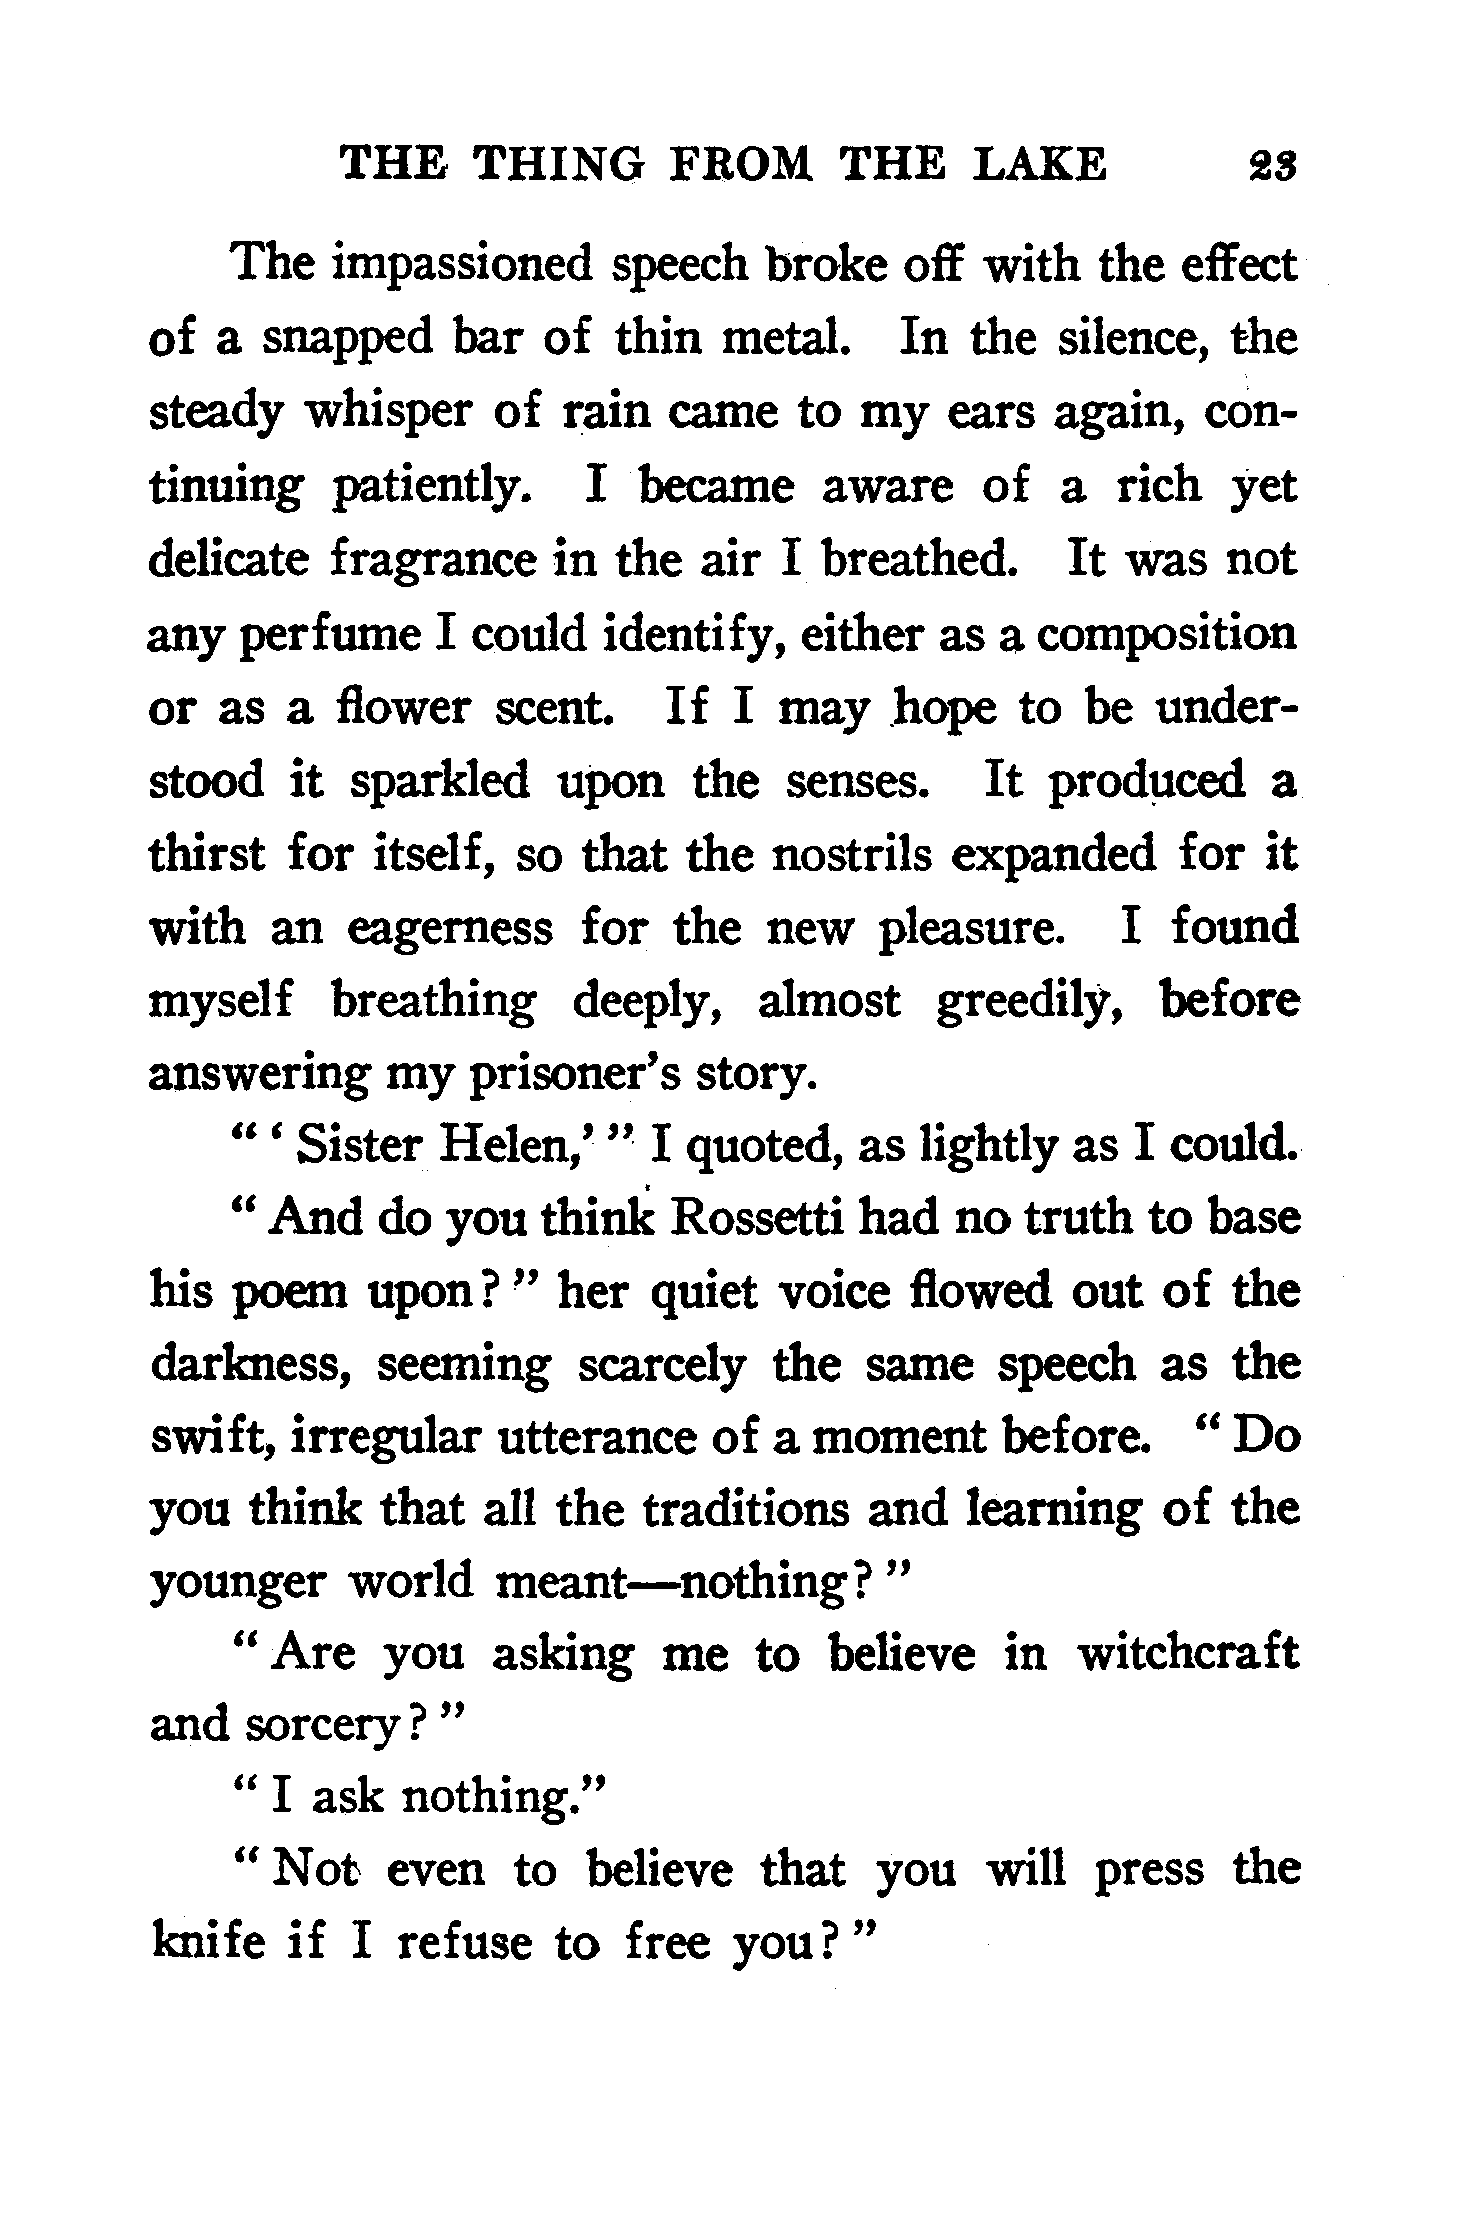 THE THING FROM THE LAKE 23
The impassioned speech broke off with the effect
of a snapped bar of thin metal. In the silence, the
steady whisper of rain came to my ears again, con-
tinuing patiently. I became aware of a rich yet
delicate fragrance in the air I breathed. It was not
any perfume I could identify, either as a composition
or as a flower scent. If I may hope to be under-
stood it sparkled upon the senses. It produced a
thirst for itself, so that the nostrils expanded for it
with an eagerness for the new pleasure. I found
myself breathing deeply, almost greedily, before
answering my prisoner's story.
" ' Sister Helen,' " I quoted, as lightly as I could.
" And do you think Rossetti had no truth to base
his poem upon? " her quiet voice flowed out of the
darkness, seeming scarcely the same speech as the
swift, irregular utterance of a moment before. " Do
you think that all the traditions and learning of the
younger world meant—nothing? "
" Are you asking me to believe in witchcraft
and sorcery? "
" I ask nothing."
" Not even to believe that you will press the
knife if I refuse to free you? "